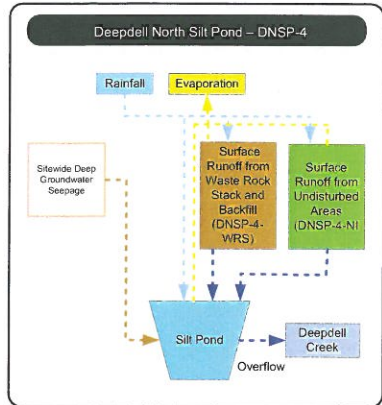 Deepdell North Silt Pond – DNSP-4
Rainfall
Evaporation
Sitewide Deep
Groundwater
Seepage
Surface
Runoff from
Waste Rock
Stack and
Backfill
(DNSP-4-
WRS)
Surface
Runoff from
Undisturbed
Areas
(DNSP-4-NI
Silt Pond
Overflow
Deepdell
Creek